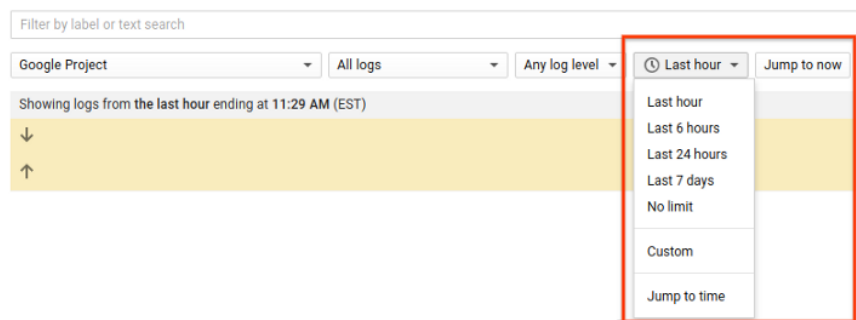 Filter by label or text search
Google Project All logs Any log level Last hour Jump to now
Showing logs from the last hour ending at 11:29 AM (EST)
Last hour
Last 6 hours
Last 24 hours
Last 7 days
No limit
Custom
Jump to time